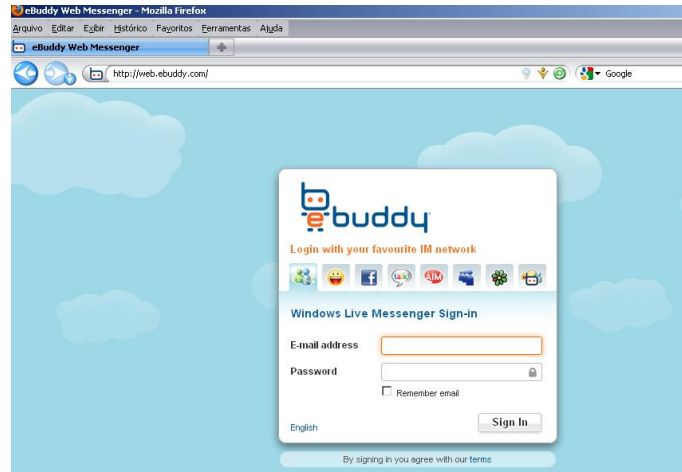 eBuddy Web Messenger - Mozilla Firefox
Arquivo Editar Exibir Histórico Favoritos Ferramentas Ajuda
eBuddy Web Messenger
http://web.ebuddy.com/ Google
ebuddy
Login with your favourite IM network
talk AIM
Windows Live Messenger Sign-in
E-mail address
Password
Remember email
English Sign In
By signing in you agree with our terms